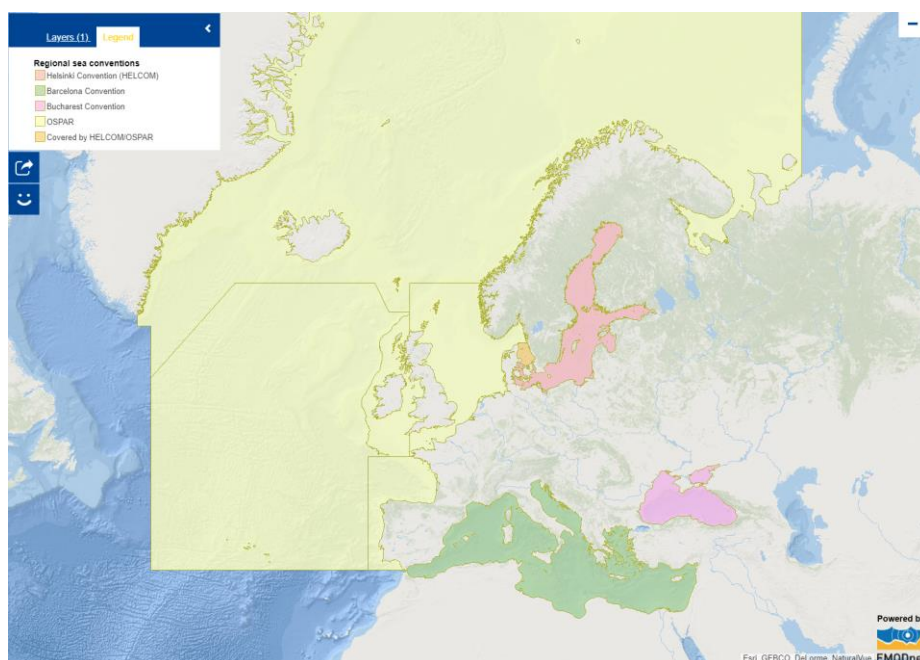 Layers (1) Legend
Regional sea conventions
Helsinki Convention (HELCOM)
Barcelona Convention
Bucharest Convention
OSPAR
Covered by HELCOM/OSPAR
Powered b
Esri, GEBCO, DeLorme, NaturalVue
EMODne